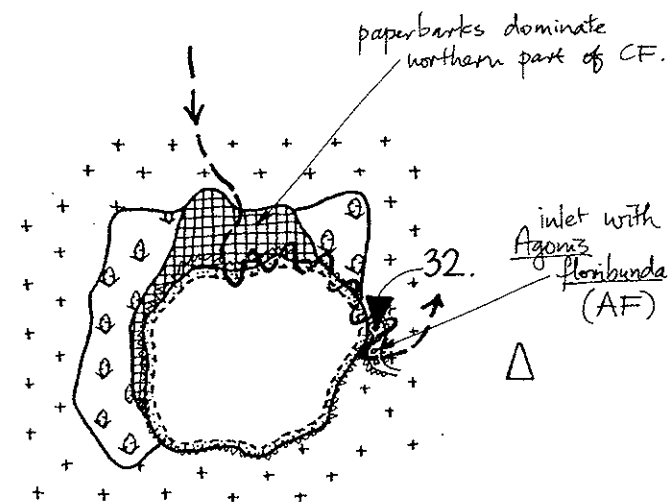 paperbarks dominate
northern part of CF.
inlet with
Agonis
floribunda
(AF)
32.